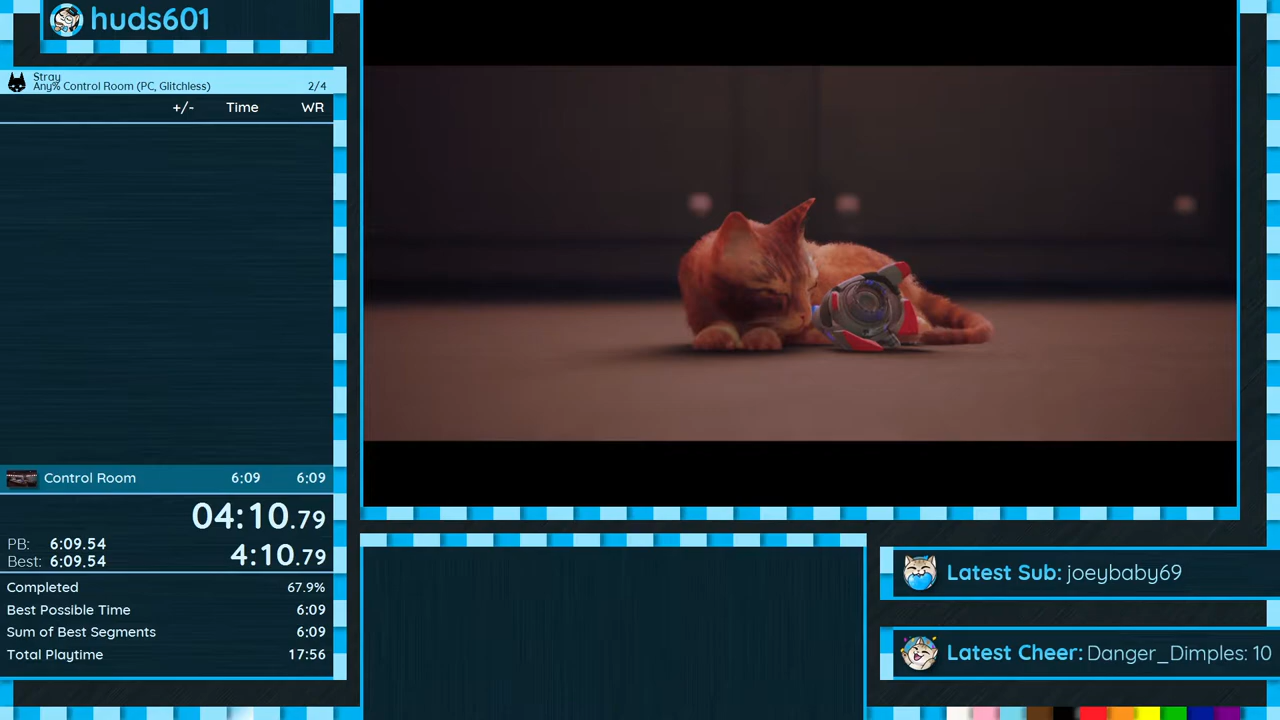 huds601
Stray
Any% Control Room (PC, Glitchless) 2/4
+/- Time WR
Control Room 6:09 6:09
04:10.79
PB: 6:09.54
Best: 6:09.54
4:10.79
Completed 67.9%
Best Possible Time 6:09
Sum of Best Segments 6:09
Total Playtime 17:56
Latest Sub: joeybaby69
Latest Cheer: Danger_Dimples: 10